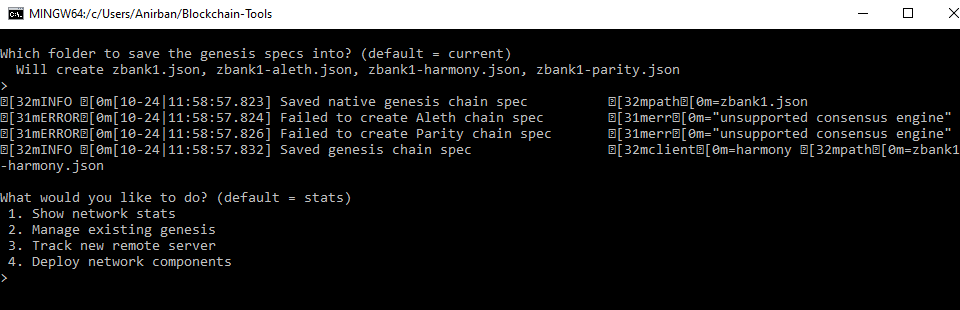 MINGW64:/c/Users/Anirban/Blockchain-Tools
Which folder to save the genesis specs into? (default = current)
  Will create zbank1.json, zbank1-aleth.json, zbank1-harmony.json, zbank1-parity.json
>
�[32mINFO �[0m[10-24|11:58:57.823] Saved native genesis chain spec          �[32mpath�[0m=zbank1.json
�[31mERROR�[0m[10-24|11:58:57.824] Failed to create Aleth chain spec        �[31merr�[0m="unsupported consensus engine"
�[31mERROR�[0m[10-24|11:58:57.826] Failed to create Parity chain spec       �[31merr�[0m="unsupported consensus engine"
�[32mINFO �[0m[10-24|11:58:57.832] Saved genesis chain spec                 �[32mclient�[0m=harmony �[32mpath�[0m=zbank1
-harmony.json
What would you like to do? (default = stats)
 1. Show network stats
 2. Manage existing genesis
 3. Track new remote server
 4. Deploy network components
>